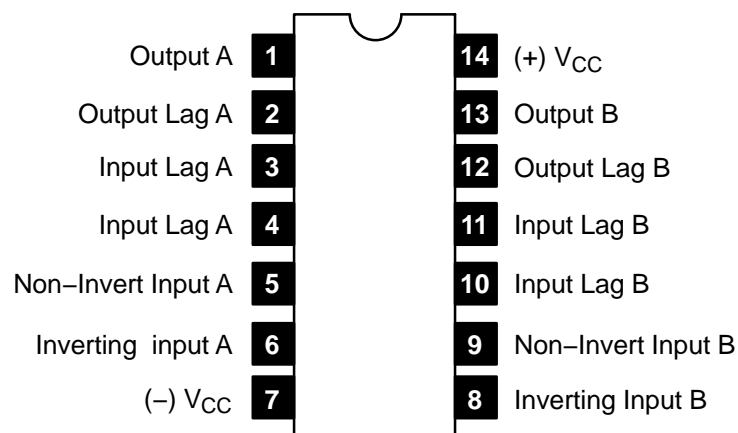 Output A 1 14 (+) VCC
Output Lag A 2 13 Output B
Input Lag A 3 12 Output Lag B
Input Lag A 4 11 Input Lag B
Non−Invert Input A 5 10 Input Lag B
Inverting input A 6 9 Non−Invert Input B
(−) VCC 7 8 Inverting Input B